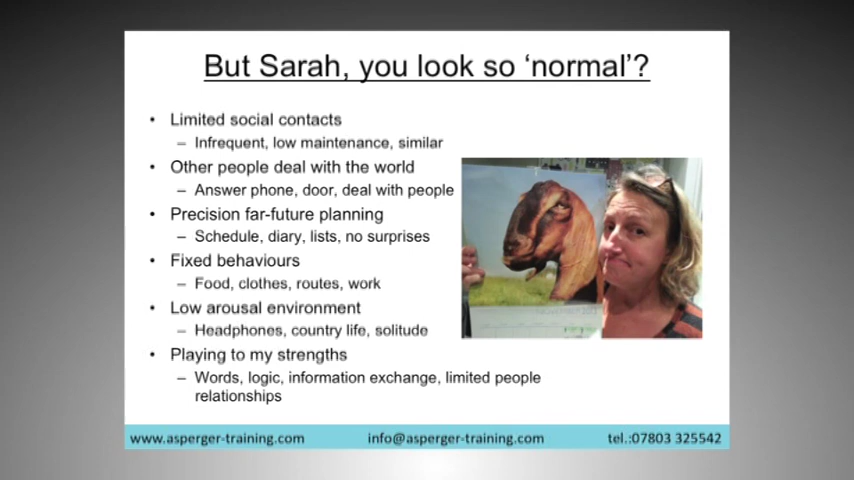 But Sarah, you look so ‘normal’?
• Limited social contacts
– Infrequent, low maintenance, similar
• Other people deal with the world
– Answer phone, door, deal with people
• Precision far-future planning
– Schedule, diary, lists, no surprises
• Fixed behaviours
– Food, clothes, routes, work
• Low arousal environment
– Headphones, country life, solitude
• Playing to my strengths
– Words, logic, information exchange, limited people
relationships
www.asperger-training.com info@asperger-training.com tel.:07803 325542